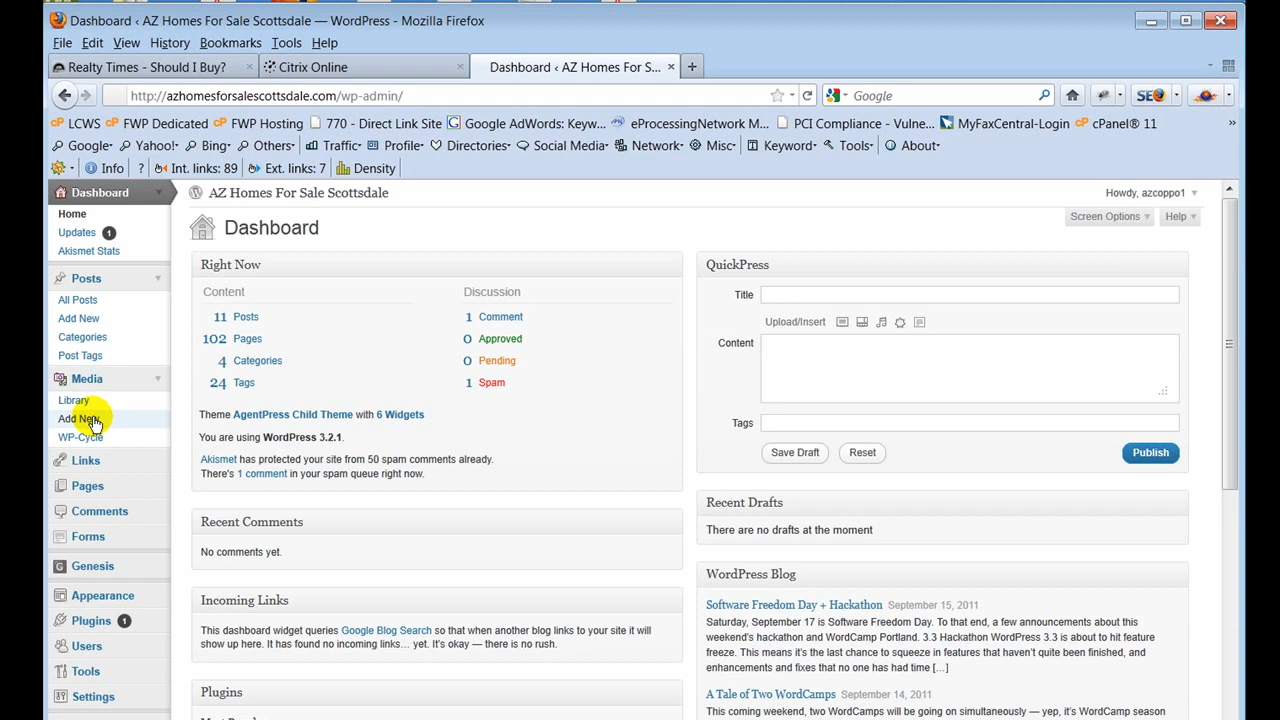 Dashboard ‹ AZ Homes For Sale Scottsdale — WordPress - Mozilla Firefox
File Edit View History Bookmarks Tools Help
Realty Times - Should I Buy? × Citrix Online × Dashboard ‹ AZ Homes For S... × +
http://azhomesforsalescottsdale.com/wp-admin/ Google SEO
cP LCWS cP FWP Dedicated cP FWP Hosting 770 - Direct Link Site Google AdWords: Keyw... eProcessingNetwork M... PCI Compliance - Vulne... MyFaxCentral-Login cP cPanel® 11 »
Google Yahoo! Bing Others Traffic Profile Directories Social Media Network Misc Keyword Tools About
Info ? Int. links: 89 Ext. links: 7 Density
Dashboard
Home
Updates 1
Akismet Stats
Posts
All Posts
Add New
Categories
Post Tags
Media
Library
Add New
WP-Cycle
Links
Pages
Comments
Forms
Genesis
Appearance
Plugins 1
Users
Tools
Settings
AZ Homes For Sale Scottsdale
Howdy, azcoppo1
Screen Options Help
Dashboard
Right Now
Content Discussion
11 Posts 1 Comment
102 Pages 0 Approved
4 Categories 0 Pending
24 Tags 1 Spam
Theme AgentPress Child Theme with 6 Widgets
You are using WordPress 3.2.1.
Akismet has protected your site from 50 spam comments already.
There's 1 comment in your spam queue right now.
Recent Comments
No comments yet.
Incoming Links
This dashboard widget queries Google Blog Search so that when another blog links to your site it will
show up here. It has found no incoming links… yet. It's okay — there is no rush.
Plugins
QuickPress
Title
Upload/Insert
Content
Tags
Save Draft Reset Publish
Recent Drafts
There are no drafts at the moment
WordPress Blog
Software Freedom Day + Hackathon September 15, 2011
Saturday, September 17 is Software Freedom Day. To that end, a few announcements about this
weekend's hackathon and WordCamp Portland. 3.3 Hackathon WordPress 3.3 is about to hit feature
freeze. This means it's the last chance to squeeze in features that haven't quite been finished, and
enhancements and fixes that no one has had time […]
A Tale of Two WordCamps September 14, 2011
This coming weekend, two WordCamps will be going on simultaneously — yep, it's WordCamp season